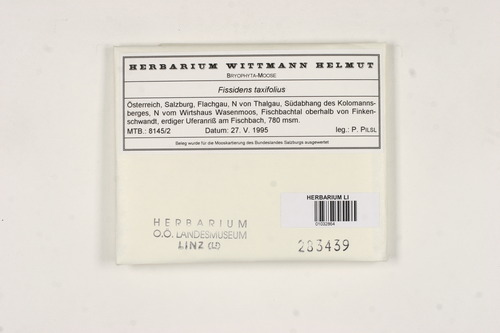 HERBARIUM WITTMANN HELMUT
BRYOPHYTA-MOOSE
Fissidens taxifolius
Österreich, Salzburg, Flachgau, N von Thalgau, Südabhang des Kolomanns-
berges, N vom Wirtshaus Wasenmoos, Fischbachtal oberhalb von Finken-
schwandt, erdiger Uferanriß am Fischbach, 780 msm.
MTB.: 8145/2 Datum: 27. V. 1995 leg.: P. PILSL
Beleg wurde für die Mooskartierung des Bundeslandes Salzburgs ausgewertet
HERBARIUM LI
01032864
HERBARIUM
O.Ö. LANDESMUSEUM
LINZ (LI)
283439